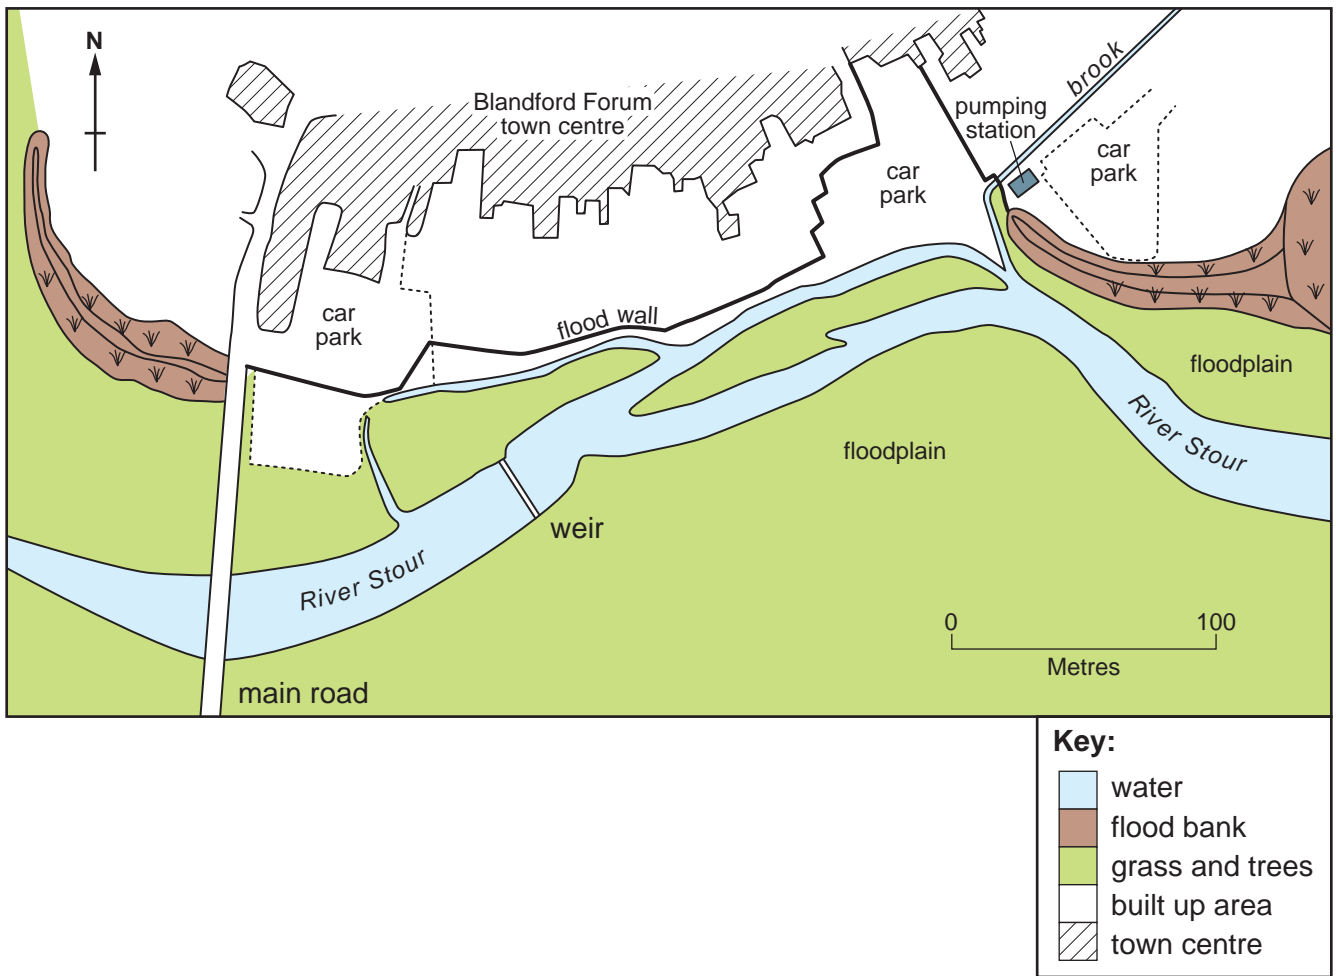 N
Blandford Forum
town centre
brook
pumping
station
car
park
car
park
car
park
flood wall
floodplain
floodplain
River Stour
weir
River Stour
0 100
Metres
main road
Key:
water
flood bank
grass and trees
built up area
town centre